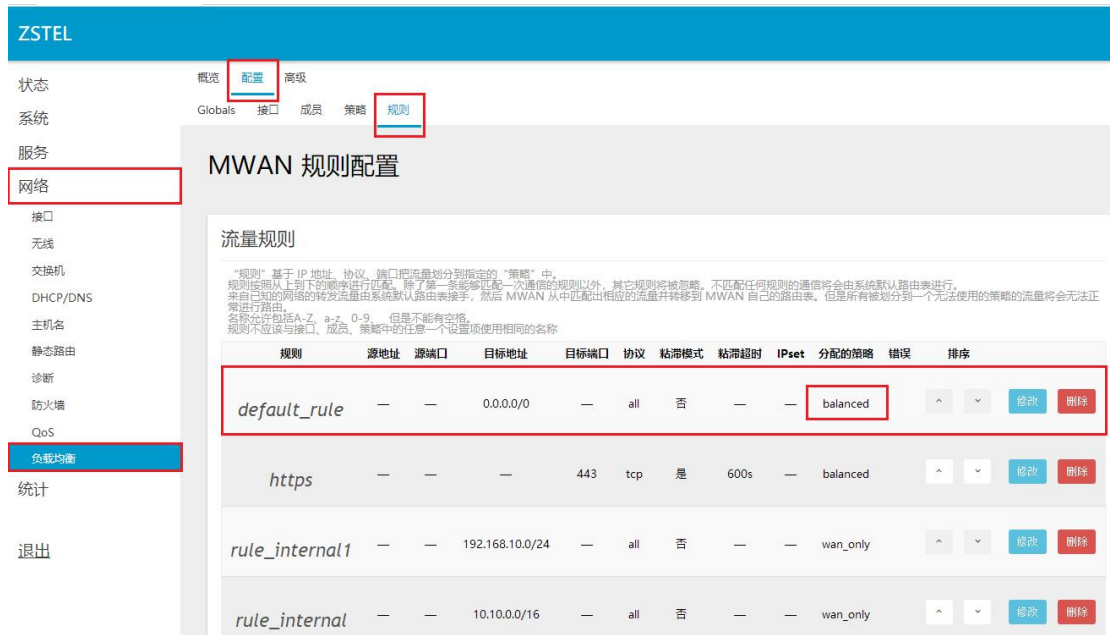 ZSTEL
状态
系统
服务
网络
接口
无线
交换机
DHCP/DNS
主机名
静态路由
诊断
防火墙
QoS
负载均衡
统计
退出
概览 配置 高级
Globals 接口 成员 策略 规则
MWAN 规则配置
流量规则
“规则”基于 IP 地址、协议、端口把流量划分到指定的“策略”中。
规则按照从上到下的顺序进行匹配。除了第一条能够匹配一次通信的规则以外，其它规则将被忽略。不匹配任何规则的通信将会由系统默认路由表进行。
来自已知的网络的转发流量由系统默认路由表接手，然后 MWAN 从中匹配出相应的流量并转移到 MWAN 自己的路由表。但是所有被划分到一个无法使用的策略的流量将会无法正
常进行路由。
名称允许包括A-Z、a-z、0-9、 但是不能有空格。
规则不应该与接口、成员、策略中的任意一个设置项使用相同的名称
规则 源地址 源端口 目标地址 目标端口 协议 粘滞模式 粘滞超时 IPset 分配的策略 错误 排序
default_rule — — 0.0.0.0/0 — all 否 — — balanced 修改 删除
https — — — 443 tcp 是 600s — balanced 修改 删除
rule_internal1 — — 192.168.10.0/24 — all 否 — — wan_only 修改 删除
rule_internal — — 10.10.0.0/16 — all 否 — — wan_only 修改 删除